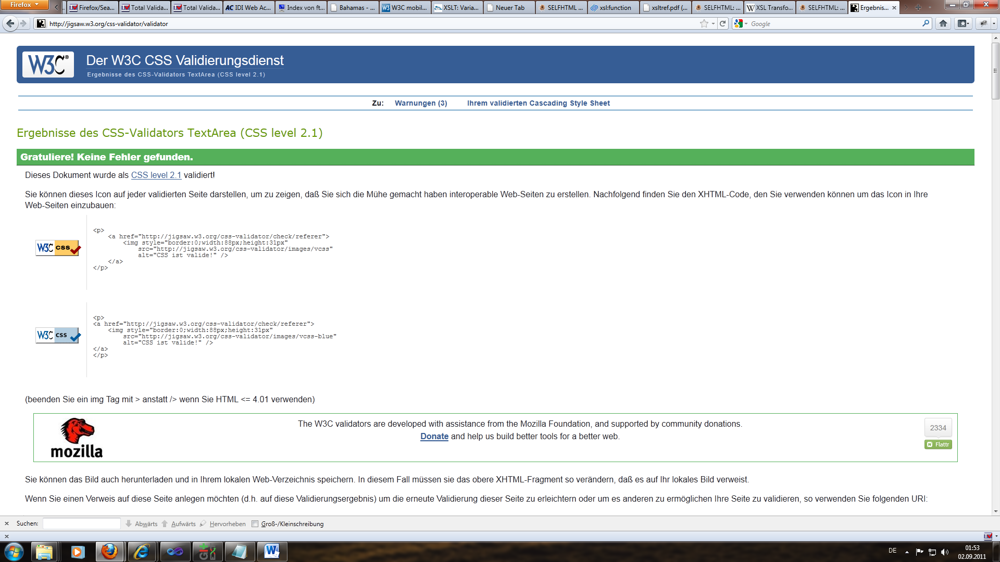 Firefox
Firefox/Sea...
Total Valida...
Total Valida...
AC IDI Web Ac...
Index von ft...
Bahamas - ...
W3C mobil...
XSLT: Varia...
Neuer Tab
SELFHTML ...
xsl:function
xsltref.pdf (...
SELFHTML: ...
W XSL Transfo...
SELFHTML: ...
Ergebnis...
http://jigsaw.w3.org/css-validator/validator
Google
W3C®
Der W3C CSS Validierungsdienst
Ergebnisse des CSS-Validators TextArea (CSS level 2.1)
Zu: Warnungen (3) Ihrem validierten Cascading Style Sheet
Ergebnisse des CSS-Validators TextArea (CSS level 2.1)
Gratuliere! Keine Fehler gefunden.
Dieses Dokument wurde als CSS level 2.1 validiert!
Sie können dieses Icon auf jeder validierten Seite darstellen, um zu zeigen, daß Sie sich die Mühe gemacht haben interoperable Web-Seiten zu erstellen. Nachfolgend finden Sie den XHTML-Code, den Sie verwenden können um das Icon in Ihre
Web-Seiten einzubauen:
W3C css
<p>
<a href="http://jigsaw.w3.org/css-validator/check/referer">
<img style="border:0;width:88px;height:31px"
src="http://jigsaw.w3.org/css-validator/images/vcss"
alt="CSS ist valide!" />
</a>
</p>
W3C css
<p>
<a href="http://jigsaw.w3.org/css-validator/check/referer">
<img style="border:0;width:88px;height:31px"
src="http://jigsaw.w3.org/css-validator/images/vcss-blue"
alt="CSS ist valide!" />
</a>
</p>
(beenden Sie ein img Tag mit > anstatt /> wenn Sie HTML <= 4.01 verwenden)
mozilla
The W3C validators are developed with assistance from the Mozilla Foundation, and supported by community donations.
Donate and help us build better tools for a better web.
2334
Flattr
Sie können das Bild auch herunterladen und in Ihrem lokalen Web-Verzeichnis speichern. In diesem Fall müssen sie das obere XHTML-Fragment so verändern, daß es auf Ihr lokales Bild verweist.
Wenn Sie einen Verweis auf diese Seite anlegen möchten (d.h. auf diese Validierungsergebnis) um die erneute Validierung dieser Seite zu erleichtern oder um es anderen zu ermöglichen Ihre Seite zu validieren, so verwenden Sie folgenden URI:
Suchen: Abwärts Aufwärts Hervorheben Groß-/Kleinschreibung
DE
01:53
02.09.2011